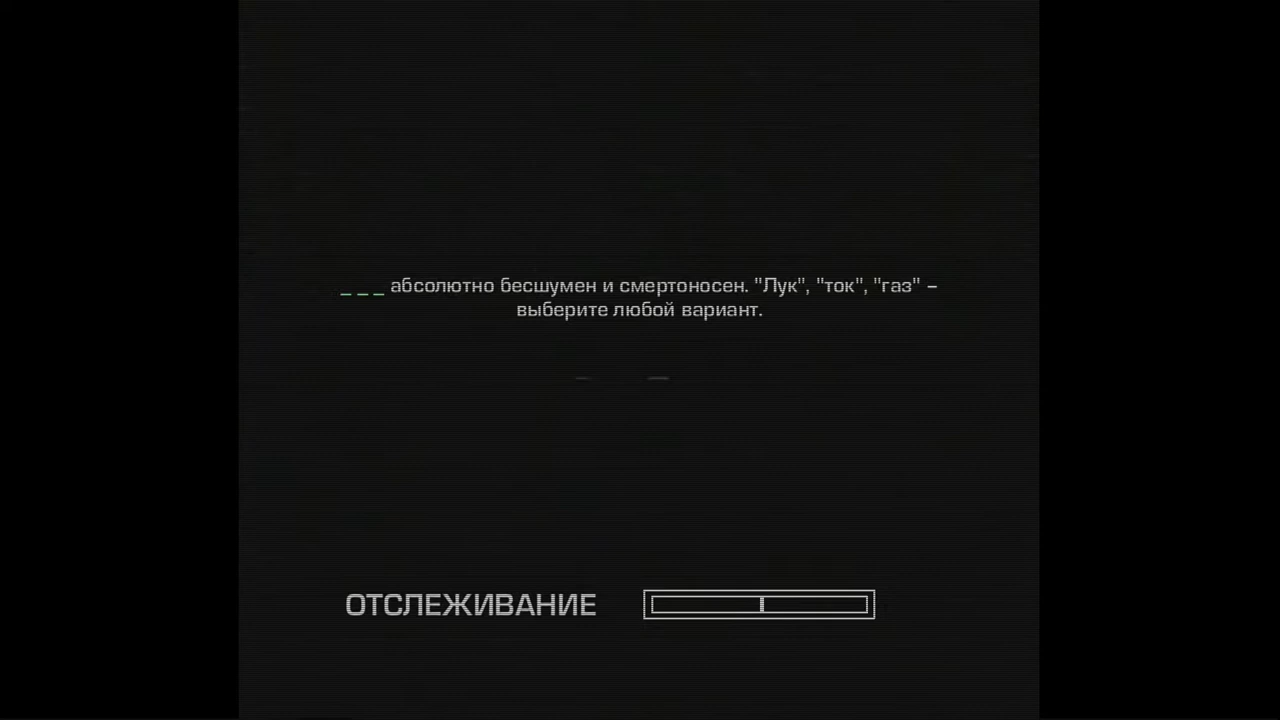 _ _ _ абсолютно бесшумен и смертоносен. "Лук", "ток", "газ" –
выберите любой вариант.
ОТСЛЕЖИВАНИЕ